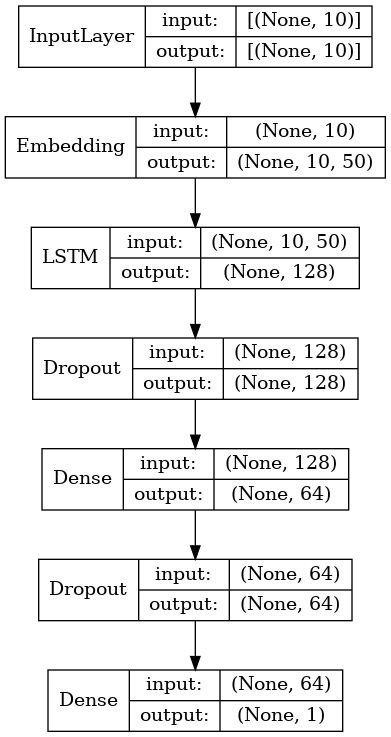 InputLayer input: [(None, 10)]
output: [(None, 10)]
Embedding input: (None, 10)
output: (None, 10, 50)
LSTM input: (None, 10, 50)
output: (None, 128)
Dropout input: (None, 128)
output: (None, 128)
Dense input: (None, 128)
output: (None, 64)
Dropout input: (None, 64)
output: (None, 64)
Dense input: (None, 64)
output: (None, 1)